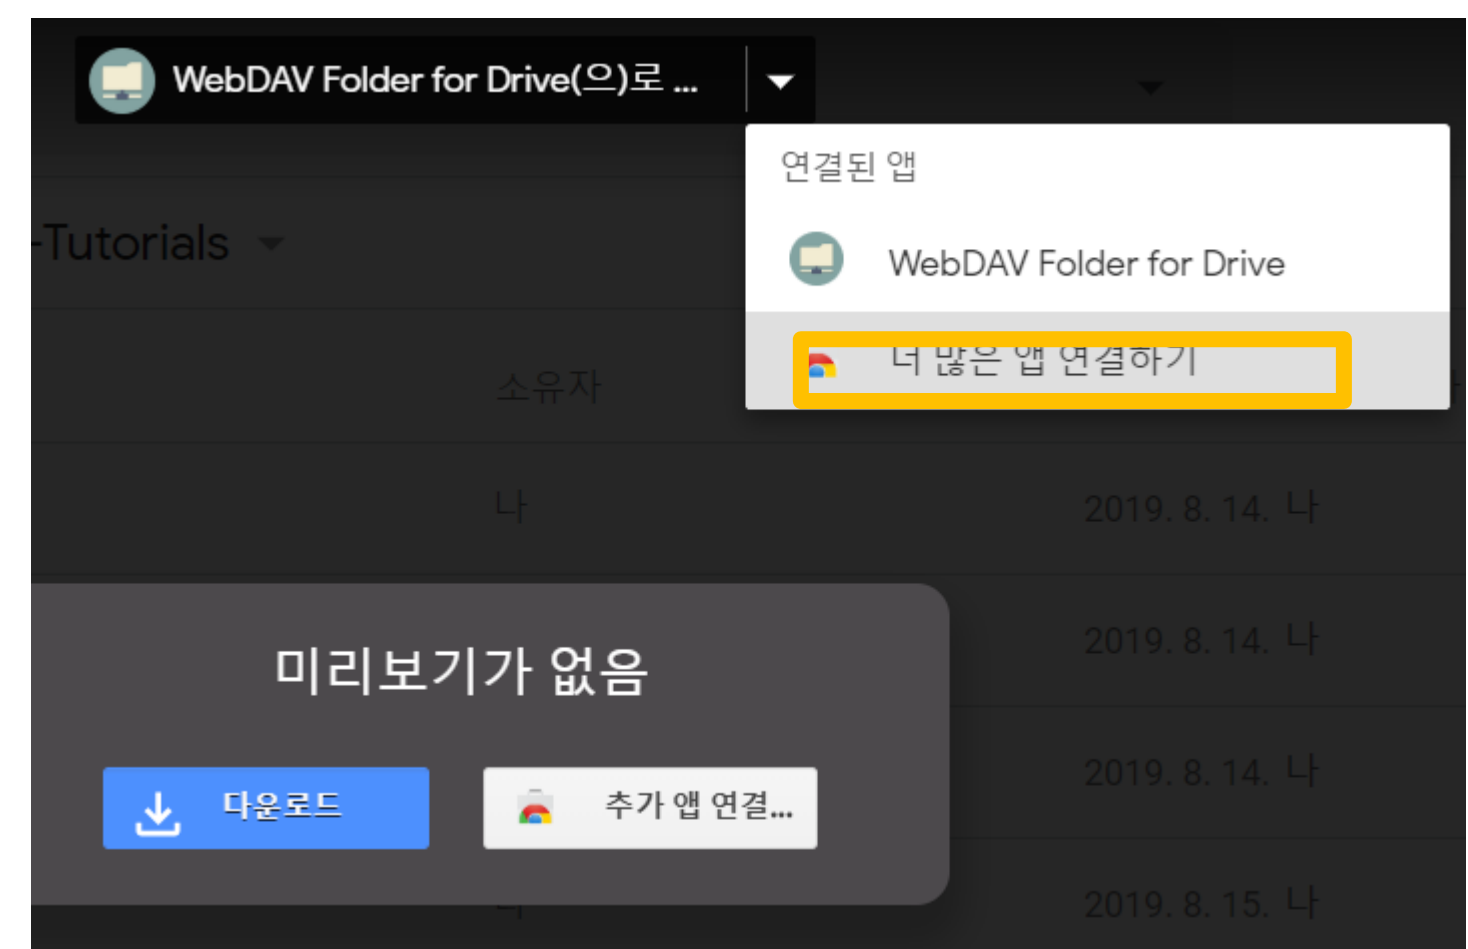 WebDAV Folder for Drive(으)로 ...
연결된 앱
-Tutorials
WebDAV Folder for Drive
더 많은 앱 연결하기
소유자
나
2019. 8. 14. 나
2019. 8. 14. 나
미리보기가 없음
2019. 8. 14. 나
다운로드
추가 앱 연결...
2019. 8. 15. 나